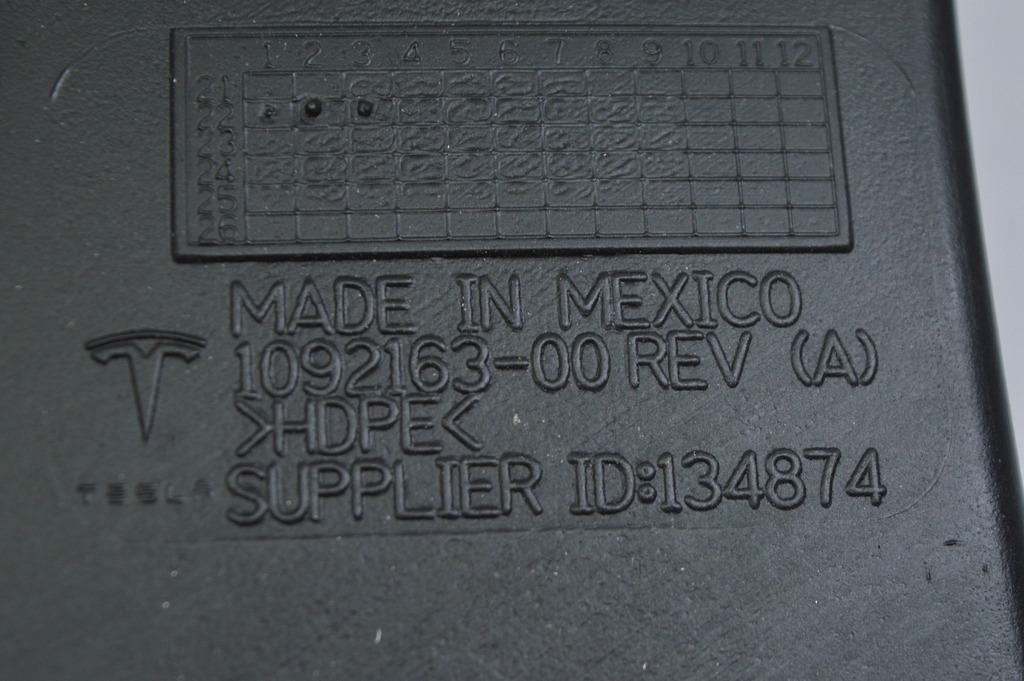 1 2 3 4 5 6 7 8 9 10 11 12
21
22
23
24
25
26
MADE IN MEXICO
1092163-00 REV (A)
>HDPE<
SUPPLIER ID:134874
TESLA